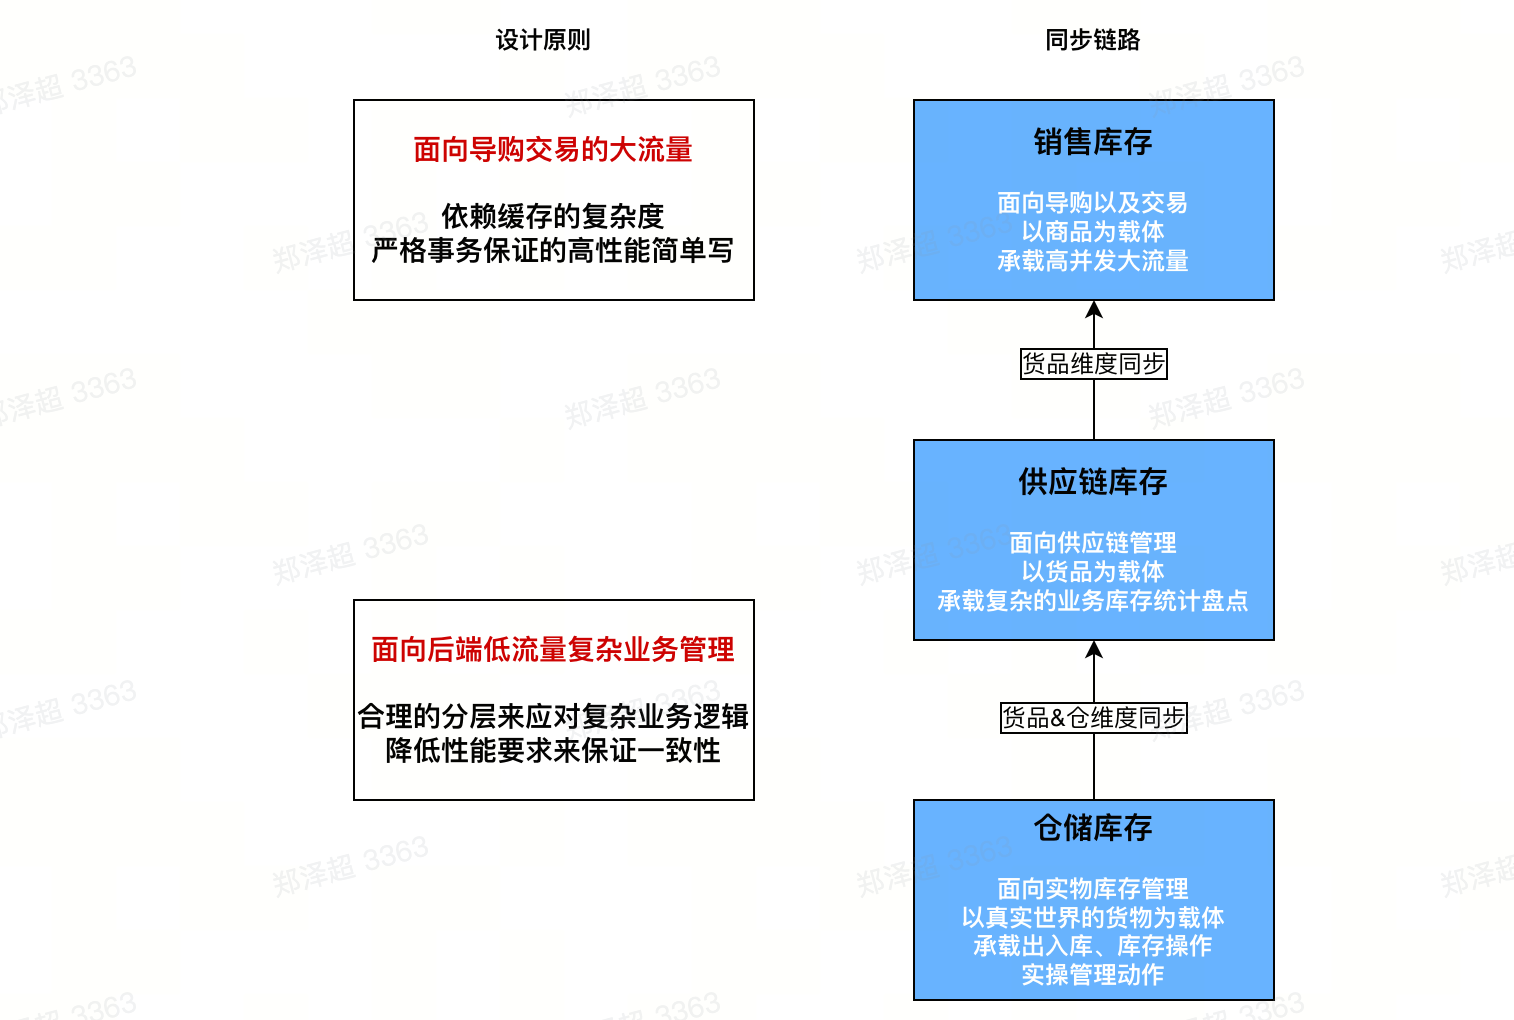 设计原则
同步链路
面向导购交易的大流量
依赖缓存的复杂度
严格事务保证的高性能简单写
销售库存
面向导购以及交易
以商品为载体
承载高并发大流量
货品维度同步
供应链库存
面向供应链管理
以货品为载体
承载复杂的业务库存统计盘点
面向后端低流量复杂业务管理
合理的分层来应对复杂业务逻辑
降低性能要求来保证一致性
货品&仓维度同步
仓储库存
面向实物库存管理
以真实世界的货物为载体
承载出入库、库存操作
实操管理动作
郑泽超 3363